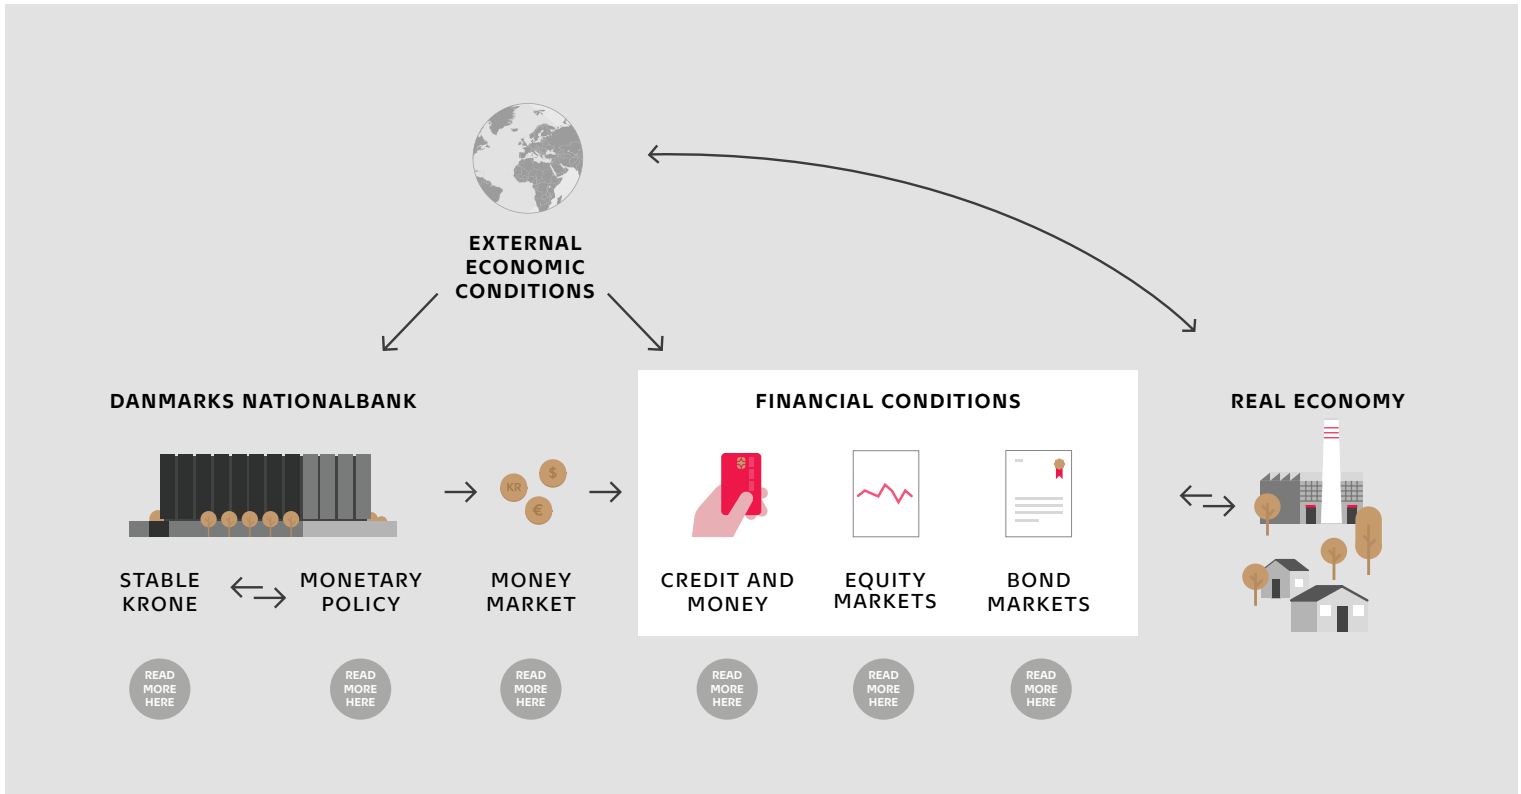 EXTERNAL
ECONOMIC
CONDITIONS
DANMARKS NATIONALBANK
FINANCIAL CONDITIONS
REAL ECONOMY
KR
$
€
STABLE
KRONE
MONETARY
POLICY
MONEY
MARKET
CREDIT AND
MONEY
EQUITY
MARKETS
BOND
MARKETS
READ
MORE
HERE
READ
MORE
HERE
READ
MORE
HERE
READ
MORE
HERE
READ
MORE
HERE
READ
MORE
HERE